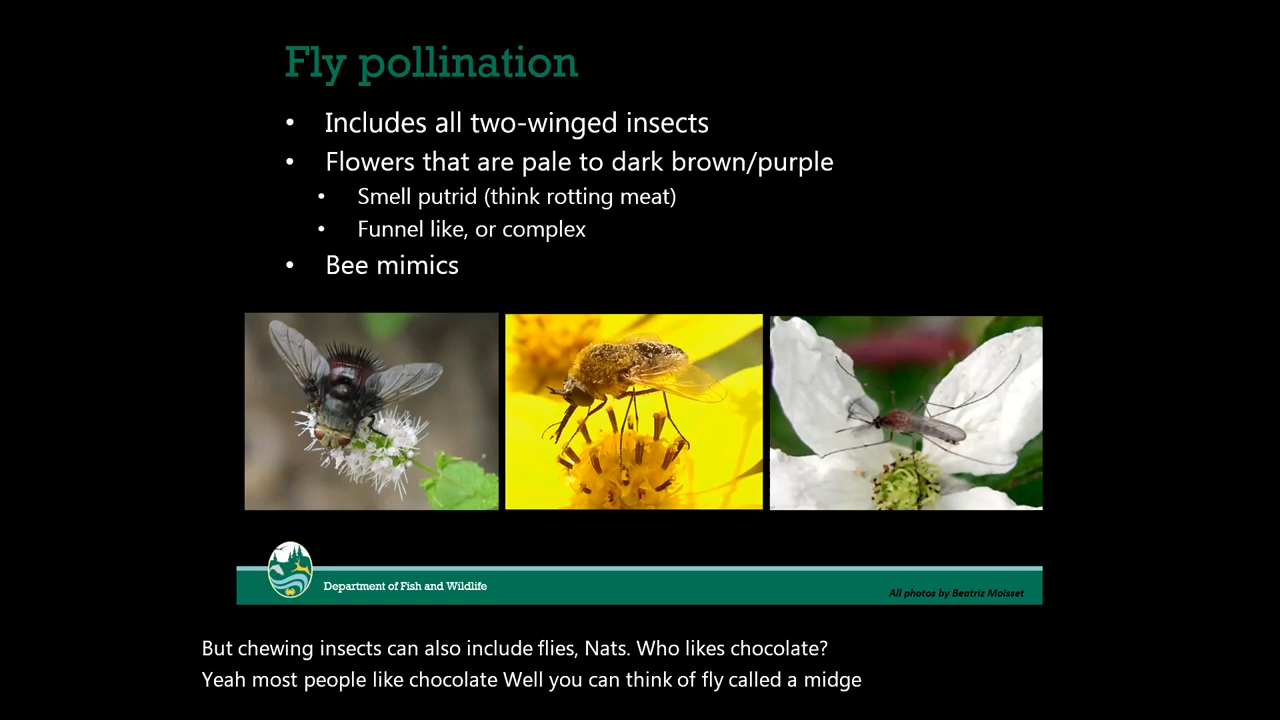 Fly pollination
• Includes all two-winged insects
• Flowers that are pale to dark brown/purple
• Smell putrid (think rotting meat)
• Funnel like, or complex
• Bee mimics
Department of Fish and Wildlife
All photos by Beatriz Moisset
But chewing insects can also include flies, Nats. Who likes chocolate?
Yeah most people like chocolate Well you can think of fly called a midge